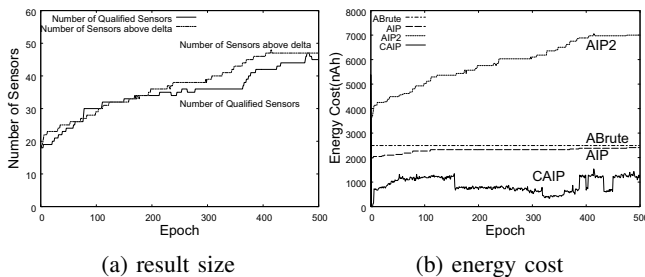 Number of Qualified Sensors
Number of Sensors above delta
Number of Sensors above delta
Number of Qualified Sensors
Number of Sensors
60
50
40
30
20
10
0
0 100 200 300 400 500
Epoch
(a) result size
ABrute
AIP
AIP2
CAIP
AIP2
ABrute
AIP
CAIP
Energy Cost(nAh)
8000
7000
6000
5000
4000
3000
2000
1000
0
0 100 200 300 400 500
Epoch
(b) energy cost